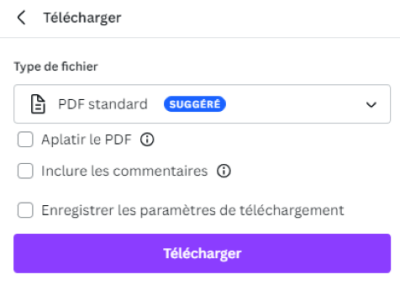 Télécharger
Type de fichier
PDF standard SUGGÉRÉ
Aplatir le PDF
Inclure les commentaires
Enregistrer les paramètres de téléchargement
Télécharger